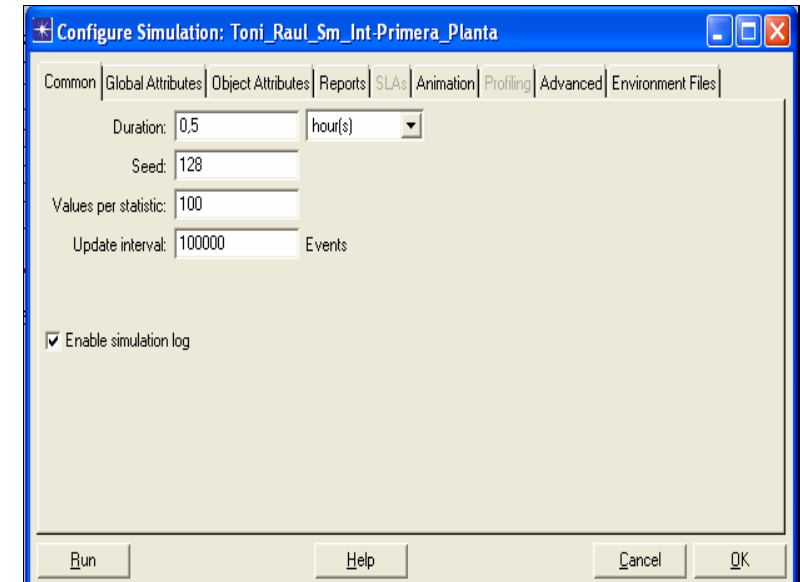 Configure Simulation: Toni_Raul_Sm_Int-Primera_Planta
Common Global Attributes Object Attributes Reports SLAs Animation Profiling Advanced Environment Files
Duration: 0,5 hour(s)
Seed: 128
Values per statistic: 100
Update interval: 100000 Events
Enable simulation log
Run Help Cancel OK